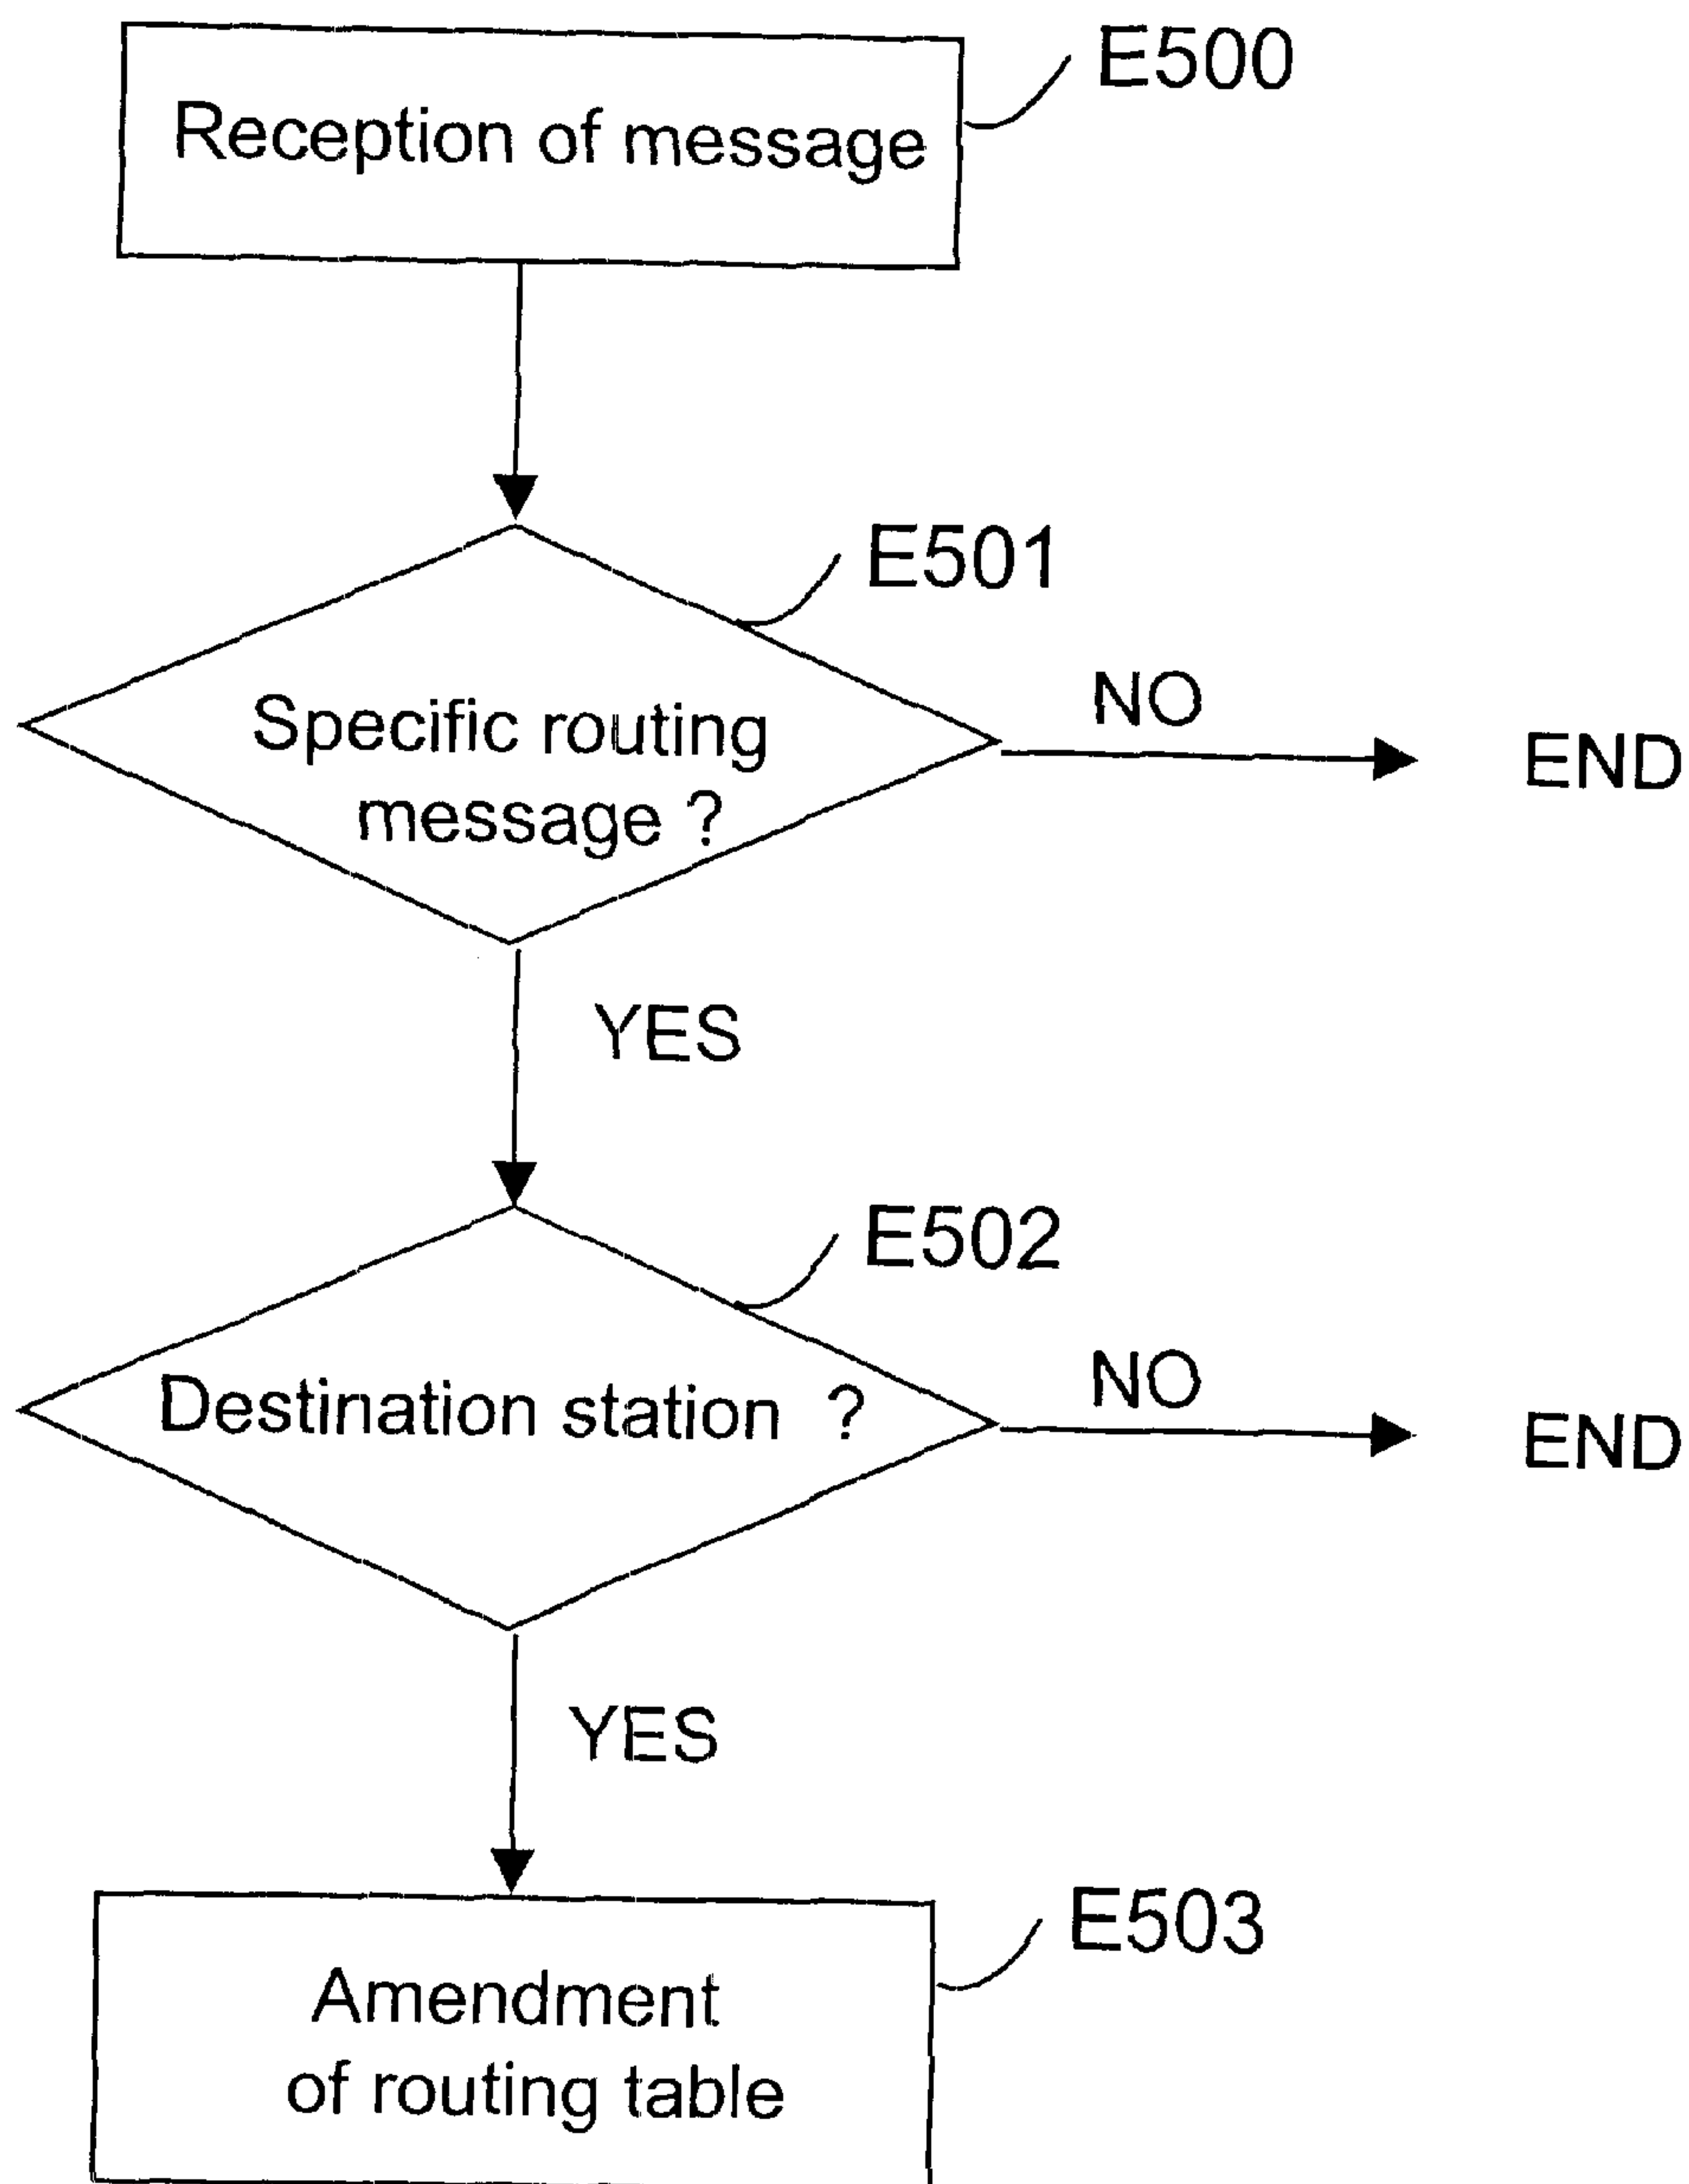 E500
Reception of message
E501
Specific routing
message ?
NO
END
YES
E502
Destination station ?
NO
END
YES
E503
Amendment
of routing table